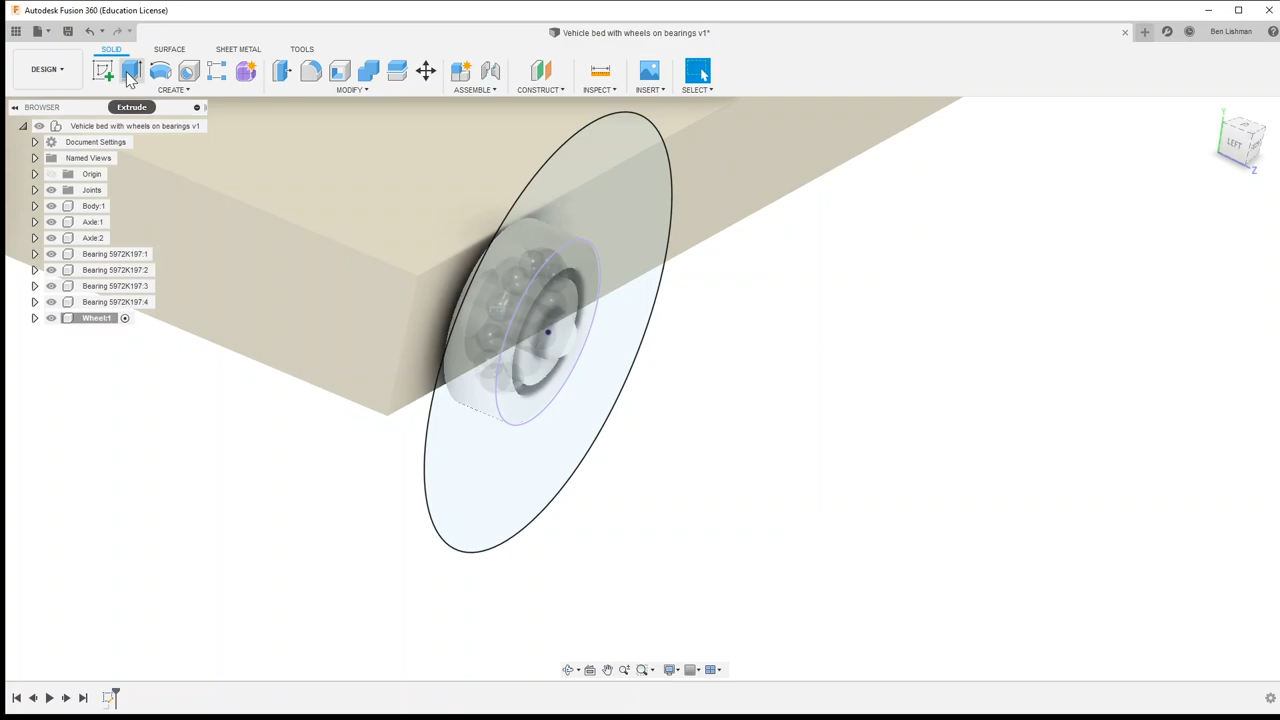 Autodesk Fusion 360 (Education License)
Vehicle bed with wheels on bearings v1*
Ben Lishman
SOLID SURFACE SHEET METAL TOOLS
DESIGN
CREATE MODIFY ASSEMBLE CONSTRUCT INSPECT INSERT SELECT
BROWSER
Extrude
Vehicle bed with wheels on bearings v1
Document Settings
Named Views
Origin
Joints
Body:1
Axle:1
Axle:2
Bearing 5972K197:1
Bearing 5972K197:2
Bearing 5972K197:3
Bearing 5972K197:4
Wheel:1
Y
LEFT
Z